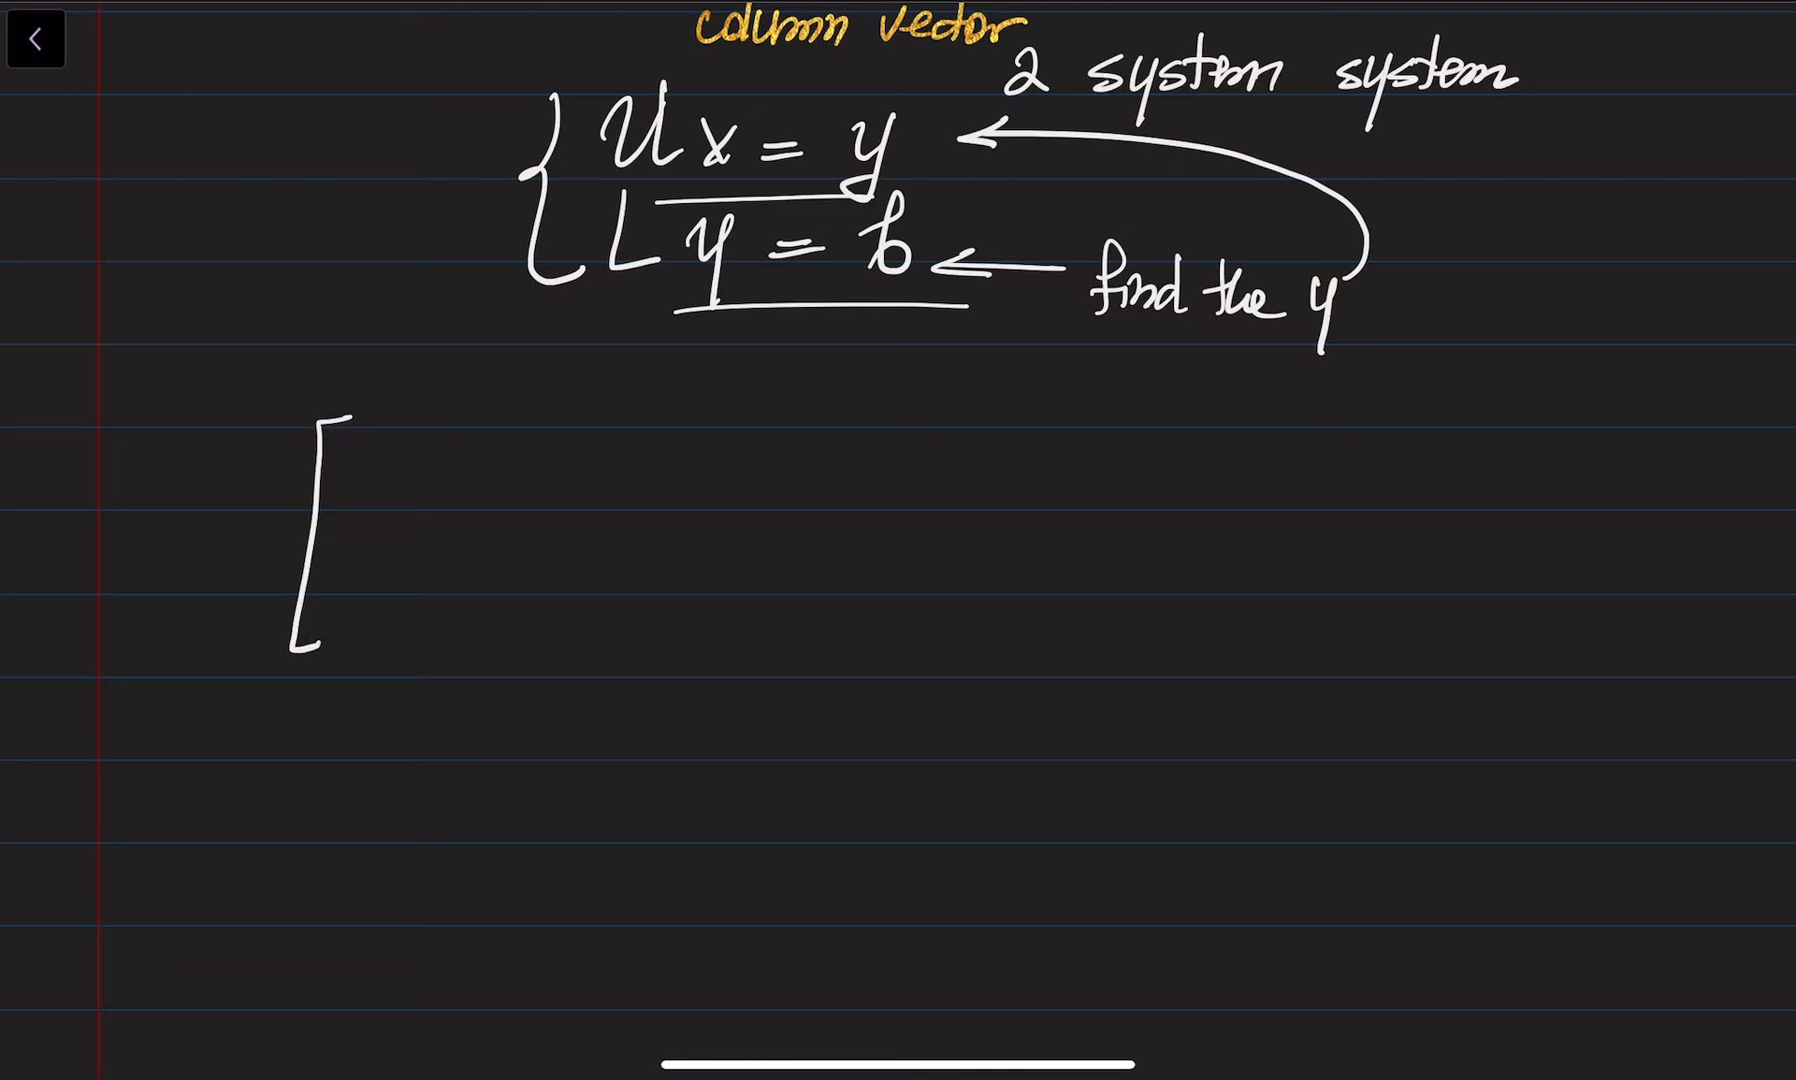 column vector
2 system system
Ux = y
Ly = b
find the y
[